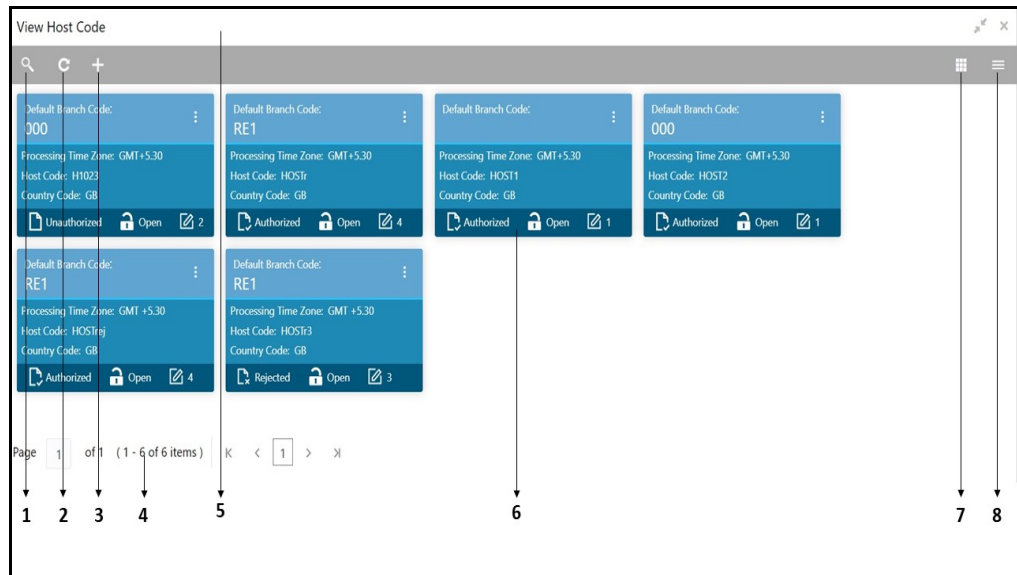 View Host Code
Default Branch Code:
000
Processing Time Zone: GMT+5.30
Host Code: H1023
Country Code: GB
Unauthorized Open 2
Default Branch Code:
RE1
Processing Time Zone: GMT+5.30
Host Code: HOSTr
Country Code: GB
Authorized Open 4
Default Branch Code:
Processing Time Zone: GMT+5.30
Host Code: HOST1
Country Code: GB
Authorized Open 1
Default Branch Code:
000
Processing Time Zone: GMT+5.30
Host Code: HOST2
Country Code: GB
Authorized Open 1
Default Branch Code:
RE1
Processing Time Zone: GMT +5.30
Host Code: HOSTrej
Country Code: GB
Authorized Open 4
Default Branch Code:
RE1
Processing Time Zone: GMT +5.30
Host Code: HOSTr3
Country Code: GB
Rejected Open 3
Page 1 of 1 ( 1 - 6 of 6 items ) 1
1 2 3 4 5 6 7 8